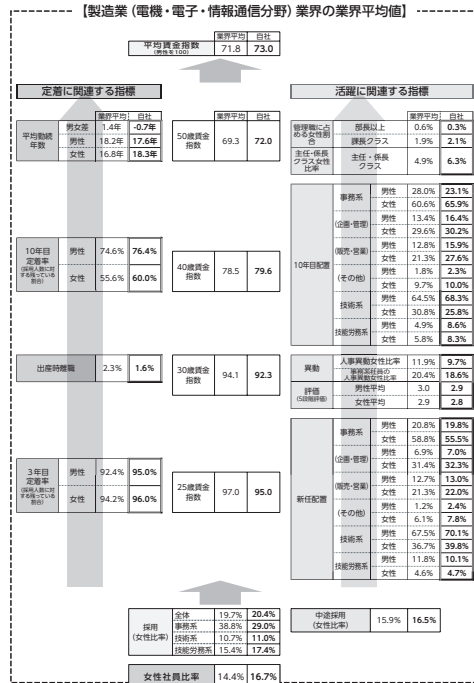 【製造業（電機・電子・情報通信分野）業界の業界平均値】
業界平均 自社
平均賃金指数 71.8 73.0
(男性を100)
定着に関連する指標
業界平均 自社
平均勤続年数 男女差 1.4年 -0.7年
男性 18.2年 17.6年
女性 16.8年 18.3年
10年目定着率 男性 74.6% 76.4%
(採用人数に対する残っている割合) 女性 55.6% 60.0%
出産時離職 2.3% 1.6%
3年目定着率 男性 92.4% 95.0%
(採用人数に対する残っている割合) 女性 94.2% 96.0%
業界平均 自社
50歳賃金指数 69.3 72.0
40歳賃金指数 78.5 79.6
30歳賃金指数 94.1 92.3
25歳賃金指数 97.0 95.0
活躍に関連する指標
業界平均 自社
管理職に占める女性割合 部長以上 0.6% 0.3%
課長クラス 1.9% 2.1%
主任・係長クラス女性比率 主任・係長クラス 4.9% 6.3%
10年目配置 事務系 男性 28.0% 23.1%
女性 60.6% 65.9%
(企画・管理) 男性 13.4% 16.4%
女性 29.6% 30.2%
(販売・営業) 男性 12.8% 15.9%
女性 21.3% 27.6%
(その他) 男性 1.8% 2.3%
女性 9.7% 10.0%
技術系 男性 64.5% 68.3%
女性 30.8% 25.8%
技能労務系 男性 4.9% 8.6%
女性 5.8% 8.3%
異動 人事異動女性比率 11.9% 9.7%
事務系社員の人事異動女性比率 20.4% 18.6%
評価 男性平均 3.0 2.9
(5段階評価) 女性平均 2.9 2.8
新任配置 事務系 男性 20.8% 19.8%
女性 58.8% 55.5%
(企画・管理) 男性 6.9% 7.0%
女性 31.4% 32.3%
(販売・営業) 男性 12.7% 13.0%
女性 21.3% 22.0%
(その他) 男性 1.2% 2.4%
女性 6.1% 7.8%
技術系 男性 67.5% 70.1%
女性 36.7% 39.8%
技能労務系 男性 11.8% 10.1%
女性 4.6% 4.7%
業界平均 自社
採用(女性比率) 全体 19.7% 20.4%
事務系 38.8% 29.0%
技術系 10.7% 11.0%
技能労務系 15.4% 17.4%
中途採用(女性比率) 15.9% 16.5%
女性社員比率 14.4% 16.7%